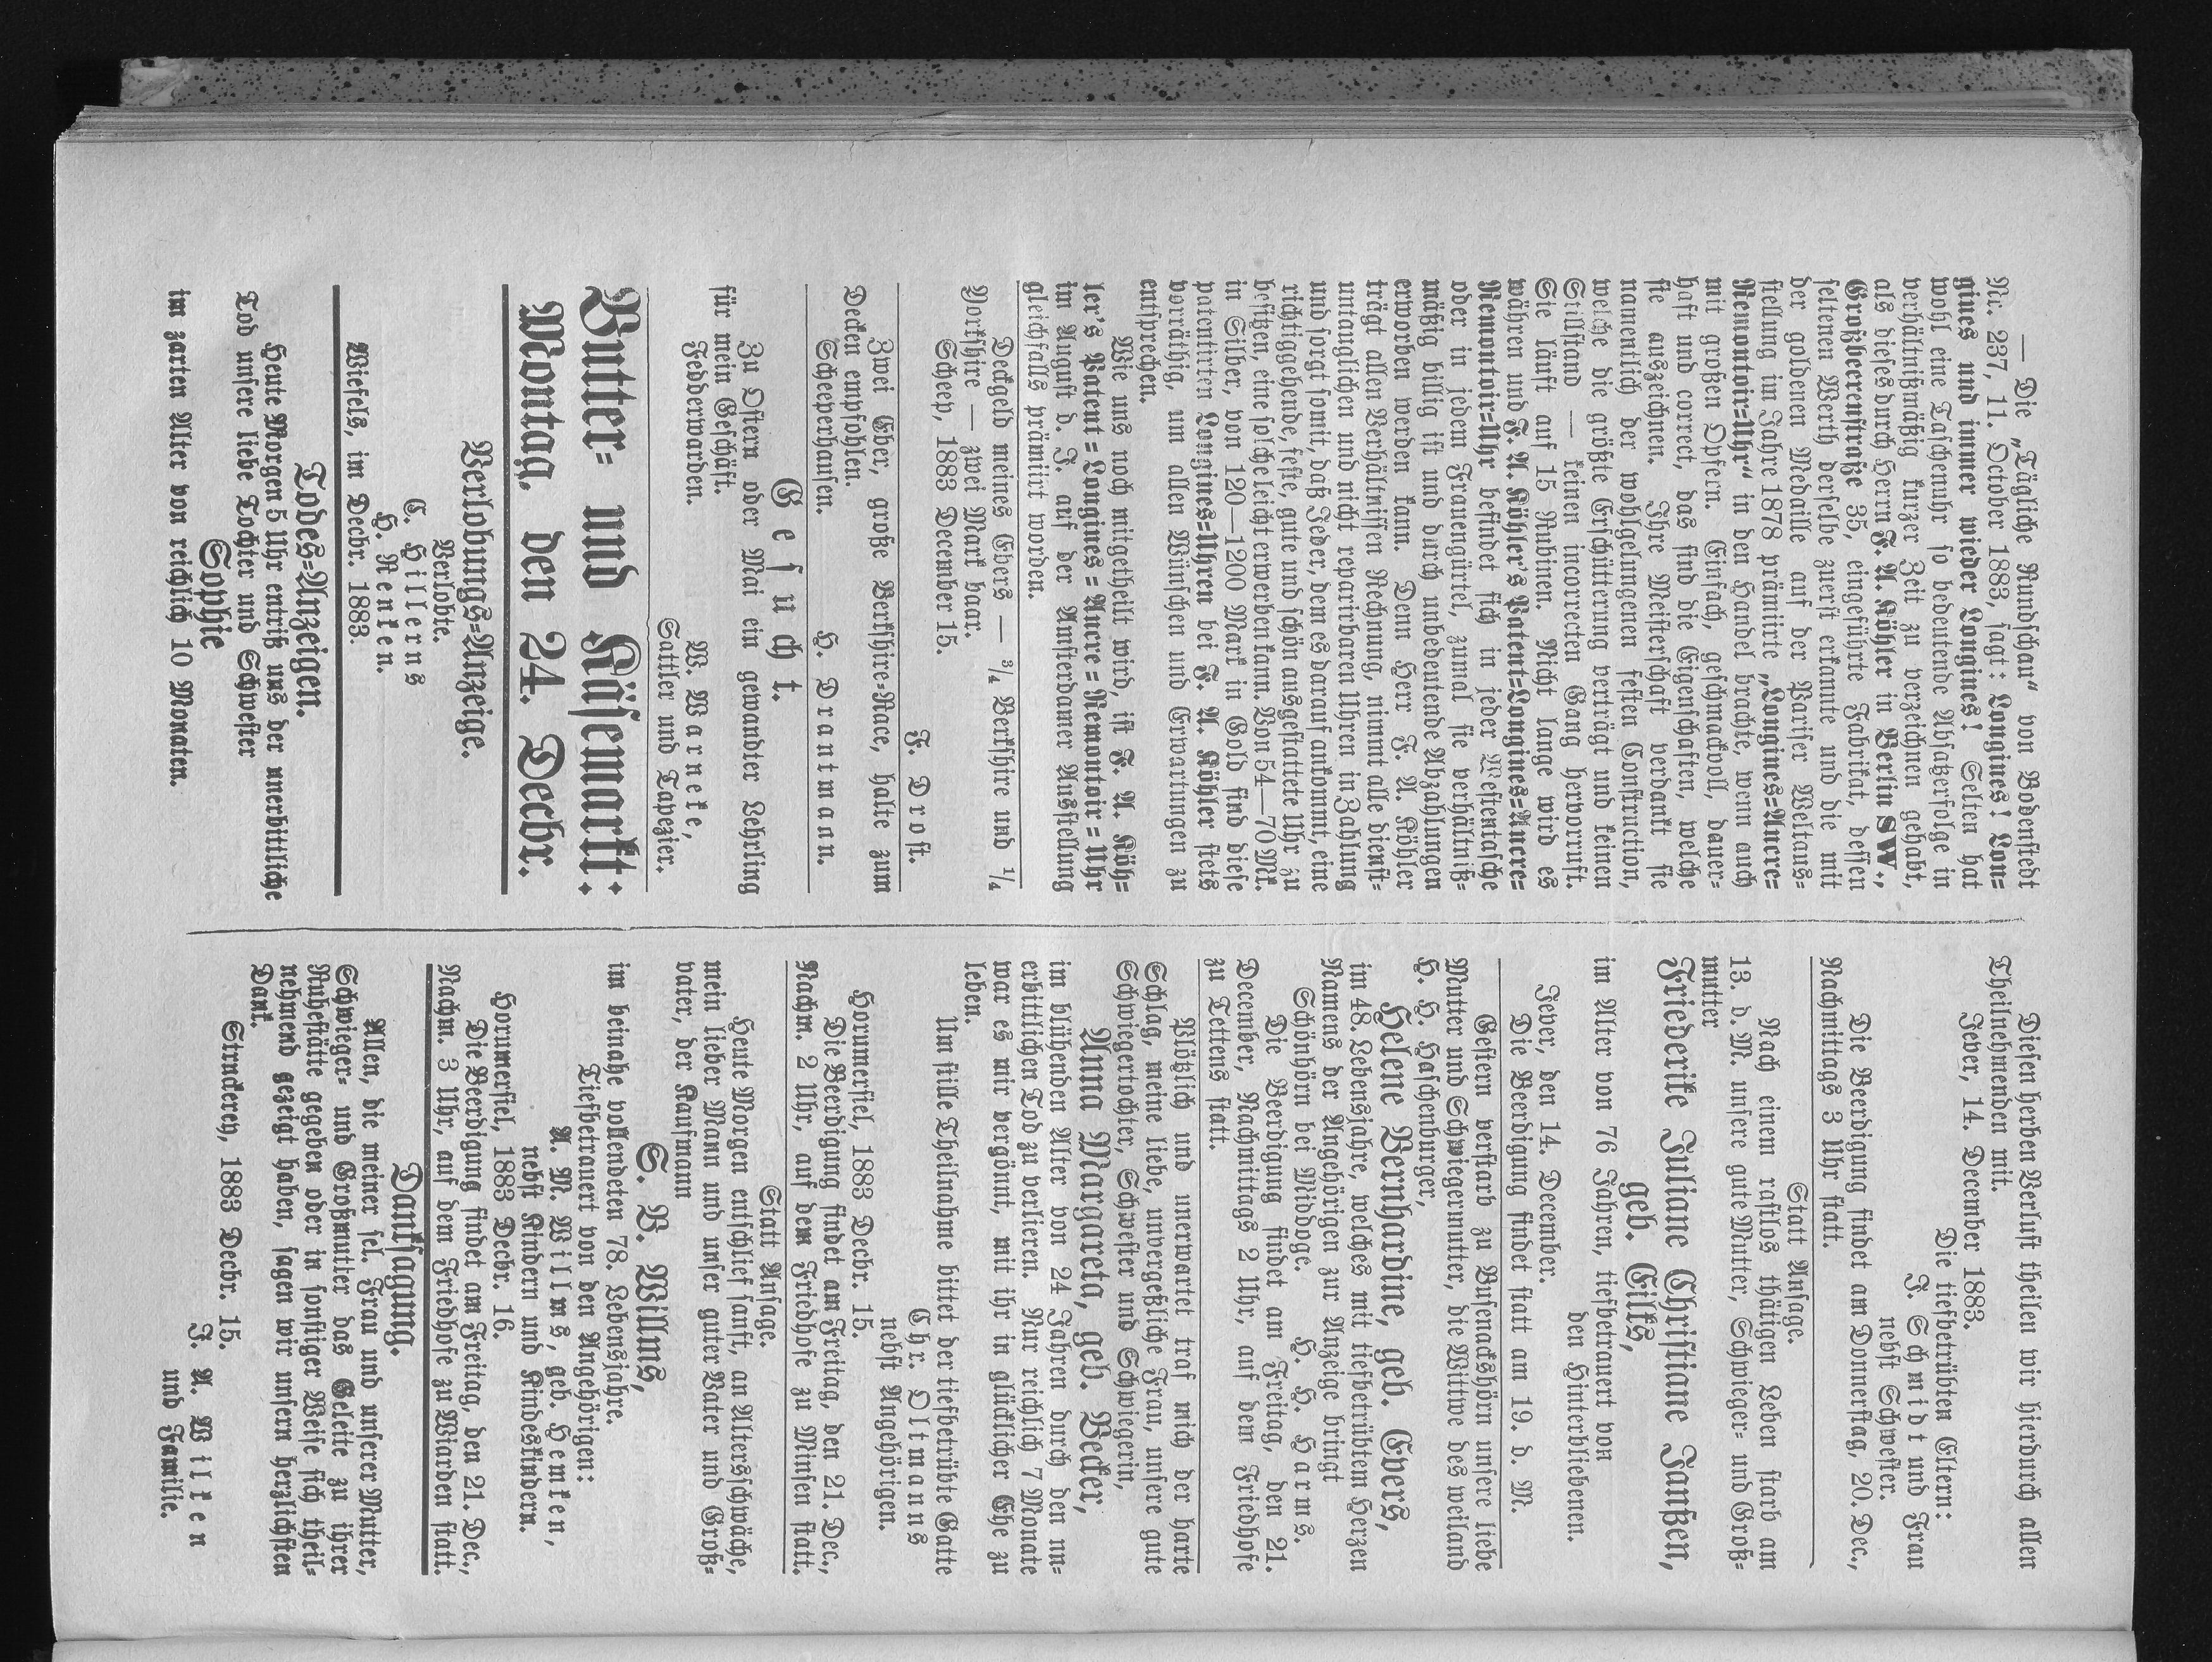 — Die „Tägliche Rundschau“ von Bodenstedt
Nr. 237, 11. October 1883, sagt: Longines! Lon-
gines und immer wieder Longines! Selten hat
wohl eine Taschenuhr so bedeutende Absatzerfolge in
verhältnißmäßig kurzer Zeit zu verzeichnen gehabt,
als dieses durch Herrn F. A. Köhler in Berlin SW.,
Großbeerenstraße 35, eingeführte Fabrikat, dessen
seltenen Werth derselbe zuerst erkannte und die mit
der goldenen Medaille auf der Pariser Weltaus-
stellung im Jahre 1878 prämiirte „Longines-Ancre-
Remontoir-Uhr“ in den Handel brachte, wenn auch
mit großen Opfern. Einfach, geschmackvoll, dauer-
haft und correct, das sind die Eigenschaften, welche
sie auszeichnen. Ihre Meisterschaft verdankt sie
namentlich der wohlgelungenen festen Construction,
welche die größte Erschütterung verträgt und keinen
Stillstand — keinen incorrecten Gang hervorruft.
Sie läuft auf 15 Rubinen. Nicht lange wird es
währen und F. A. Köhler's Patent-Longines-Ancre-
Remontoir-Uhr befindet sich in jeder Westentasche
oder in jedem Frauengürtel, zumal sie verhältniß-
mäßig billig ist und durch unbedeutende Abzahlungen
erworben werden kann. Denn Herr F. A. Köhler
trägt allen Verhältnissen Rechnung, nimmt alle dienst-
untauglichen und nicht reparirbaren Uhren in Zahlung
und sorgt somit, daß Jeder, dem es darauf ankommt, eine
richtiggehende, feste, gute und schön ausgestattete Uhr zu
besitzen, eine solche leicht erwerben kann. Von 54—70 Mk.
in Silber, von 120—1200 Mark in Gold sind diese
patentirten Longines-Uhren bei F. A. Köhler stets
vorräthig, um allen Wünschen und Erwartungen zu
entsprechen.
Wie uns noch mitgetheilt wird, ist F. A. Köh-
ler's Patent-Longines-Ancre-Remontoir-Uhr
im August d. J. auf der Amsterdamer Ausstellung
gleichfalls prämiirt worden.
Deckgeld meines Ebers — ¾ Berkshire und ¼
Yorkshire — zwei Mark baar.
Scheep, 1883 December 15.
F. Drost.
Zwei Eber, große Berkshire-Race, halte zum
Decken empfohlen.
Scheeperhausen. H. Drantmann.
Gesucht.
Zu Ostern oder Mai ein gewandter Lehrling
für mein Geschäft.
Fedderwarden. W. Warneke,
Sattler und Tapezier.
Butter- und Käsemarkt:
Montag, den 24. Decbr.
Verlobungs-Anzeige.
Verlobte.
C. Hillerns
H. Renken.
Wiefels, im Decbr. 1883.
Todes-Anzeigen.
Heute Morgen 5 Uhr entriß uns der unerbittliche
Tod unsere liebe Tochter und Schwester
Sophie
im zarten Alter von reichlich 10 Monaten.
Diesen herben Verlust theilen wir hierdurch allen
Theilnehmenden mit.
Jever, 14. December 1883.
Die tiefbetrübten Eltern:
J. Schmidt und Frau
nebst Schwester.
Die Beerdigung findet am Donnerstag, 20. Dec.,
Nachmittags 3 Uhr statt.
Statt Ansage.
Nach einem rastlos thätigen Leben starb am
13. d. M. unsere gute Mutter, Schwieger- und Groß-
mutter
Friederike Juliane Christiane Janßen,
geb. Eilts,
im Alter von 76 Jahren, tiefbetrauert von
den Hinterbliebenen.
Jever, den 14. December.
Die Beerdigung findet statt am 19. d. M.
Gestern verstarb zu Busenackshörn unsere liebe
Mutter und Schwiegermutter, die Wittwe des weiland
H. H. Haschenburger,
Helene Bernhardine, geb. Evers,
im 48. Lebensjahre, welches mit tiefbetrübtem Herzen
Namens der Angehörigen zur Anzeige bringt
Schönhörn bei Middoge. H. H. Harms.
Die Beerdigung findet am Freitag, den 21.
December, Nachmittags 2 Uhr, auf dem Friedhofe
zu Tettens statt.
Plötzlich und unerwartet traf mich der harte
Schlag, meine liebe, unvergeßliche Frau, unsere gute
Schwiegertochter, Schwester und Schwiegerin,
Anna Margareta, geb. Becker,
im blühenden Alter von 24 Jahren durch den un-
erbittlichen Tod zu verlieren. Nur reichlich 7 Monate
war es mir vergönnt, mit ihr in glücklicher Ehe zu
leben.
Um stille Theilnahme bittet der tiefbetrübte Gatte
Chr. Oltmanns
nebst Angehörigen.
Horumersiel, 1883 Decbr. 15.
Die Beerdigung findet am Freitag, den 21. Dec.,
Nachm. 2 Uhr, auf dem Friedhofe zu Minsen statt.
Statt Ansage.
Heute Morgen entschlief sanft, an Altersschwäche,
mein lieber Mann und unser guter Vater und Groß-
vater, der Kaufmann
S. B. Willms,
im beinahe vollendeten 78. Lebensjahre.
Tiefbetrauert von den Angehörigen:
A. M. Willms, geb. Hemken,
nebst Kindern und Kindeskindern.
Horumersiel, 1883 Decbr. 16.
Die Beerdigung findet am Freitag, den 21. Dec.,
Nachm. 3 Uhr, auf dem Friedhofe zu Wiarden statt.
Danksagung.
Allen, die meiner sel. Frau und unserer Mutter,
Schwieger- und Großmutter das Geleite zu ihrer
Ruhestätte gegeben oder in sonstiger Weise sich theil-
nehmend gezeigt haben, sagen wir unsern herzlichsten
Dank.
Struckerey, 1883 Decbr. 15.
J. A. Wilken
und Familie.